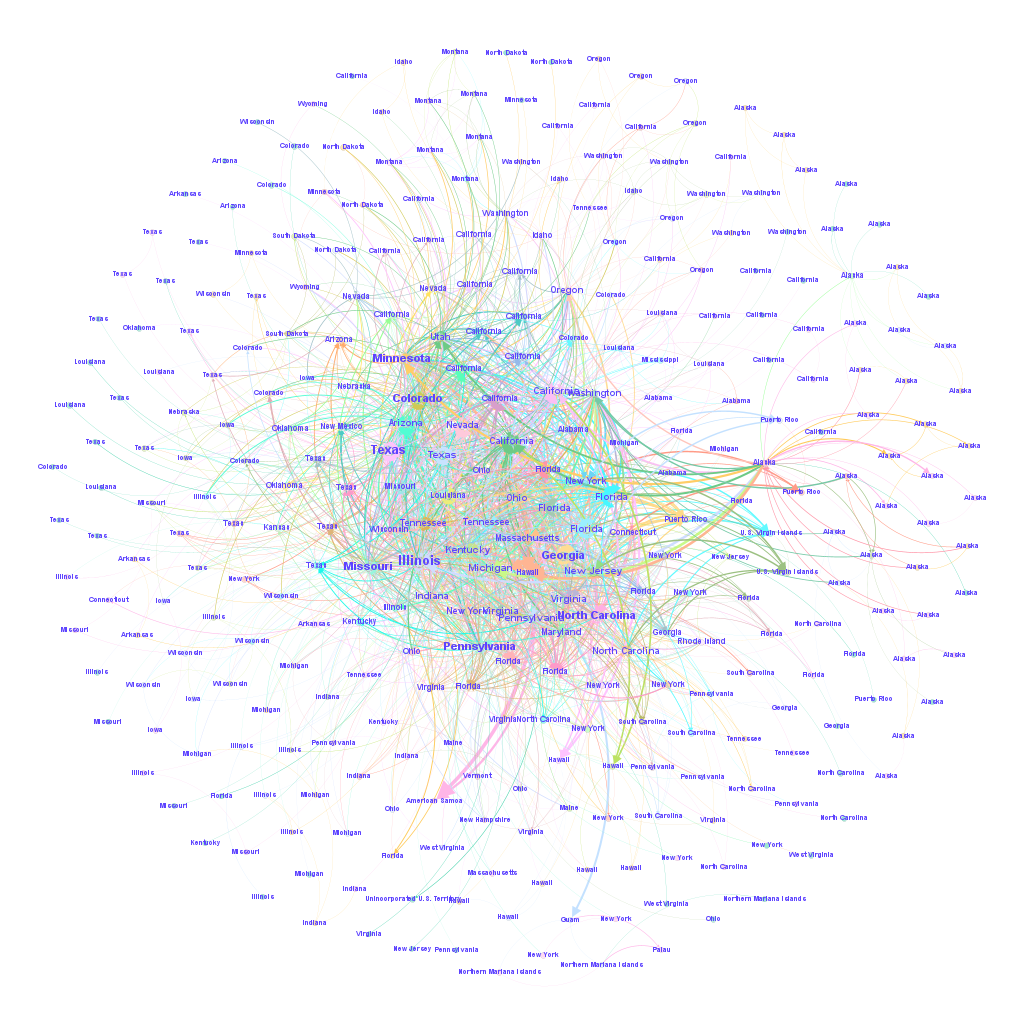 Montana
North Dakota
Oregon
Idaho
North Dakota
California
Oregon
Oregon
Wyoming
Montana
Montana
Minnesota
California
Alaska
Idaho
Wisconsin
Oregon
California
California
Alaska
Montana
Colorado
North Dakota
Montana
Arizona
Montana
Washington
Washington
Washington
California
Alaska
Colorado
Montana
Idaho
Alaska
Arkansas
Minnesota
Idaho
Washington
Washington
California
North Dakota
Arizona
Tennessee
Washington
Oregon
Alaska
Texas
South Dakota
California
California
Idaho
Washington
Washington
Alaska
Texas
Minnesota
North Dakota
California
California
Oregon
California
Alaska
Texas
Texas
Wyoming
Nevada
California
California
Oregon
California
California
Alaska
Wisconsin
Texas
Nevada
California
Oregon
Colorado
Alaska
Texas
Oklahoma
Texas
South Dakota
California
California
California
Louisiana
California
California
Alaska
Arizona
Utah
California
Colorado
Louisiana
Colorado
Alaska
Louisiana
Louisiana
Minnesota
California
Mississippi
Louisiana
California
Alaska
Texas
Iowa
Nebraska
California
Texas
Colorado
Colorado
California
California
Washington
Alabama
Alabama
Alaska
Alaska
Louisiana
Texas
Nebraska
Iowa
New Mexico
Oklahoma
Arizona
Nevada
Alabama
Florida
Puerto Rico
California
Alaska
Alaska
Texas
Texas
Iowa
Texas
Texas
California
Michigan
Michigan
Alaska
Alaska
Colorado
Colorado
Texas
Ohio
Florida
Alabama
Alaska
Alaska
Alaska
Louisiana
Missouri
Illinois
Oklahoma
Texas
Missouri
Louisiana
New York
Ohio
Florida
Florida
Puerto Rico
Alaska
Texas
Texas
Kansas
Texas
Wisconsin
Tennessee
Tennessee
Florida
Florida
Puerto Rico
Connecticut
U.S. Virgin Islands
Alaska
Alaska
Texas
Arkansas
Texas
Texas
Massachusetts
Kentucky
Georgia
New York
New Jersey
Alaska
Alaska
Illinois
New York
Missouri
Illinois
Michigan
Hawaii
New Jersey
U.S. Virgin Islands
Alaska
Connecticut
Iowa
Wisconsin
Indiana
Virginia
Florida
New York
Florida
Alaska
Illinois
Arkansas
Kentucky
Illinois
New York
Virginia
Pennsylvania
North Carolina
North Carolina
Alaska
Missouri
Arkansas
Wisconsin
Wisconsin
Ohio
Pennsylvania
Maryland
North Carolina
Georgia
Rhode Island
Florida
Florida
Alaska
Alaska
Illinois
Wisconsin
Iowa
Wisconsin
Michigan
Tennessee
Indiana
Virginia
Florida
Florida
Florida
New York
New York
Pennsylvania
South Carolina
Florida
Puerto Rico
Alaska
Missouri
Iowa
Michigan
Kentucky
Virginia
North Carolina
New York
South Carolina
South Carolina
Georgia
Georgia
Tennessee
Alaska
Illinois
Michigan
Illinois
Illinois
Pennsylvania
Indiana
Maine
Hawaii
Hawaii
Pennsylvania
Pennsylvania
Tennessee
North Carolina
Alaska
Missouri
Florida
Illinois
Michigan
Indiana
Ohio
American Samoa
Vermont
Ohio
Maine
New York
North Carolina
Pennsylvania
North Carolina
Kentucky
Missouri
Illinois
Michigan
Florida
West Virginia
New Hampshire
Virginia
South Carolina
Virginia
New York
West Virginia
Illinois
Michigan
Indiana
Massachusetts
Hawaii
Hawaii
Hawaii
New York
North Carolina
Indiana
Unincorporated U.S. Territory
Hawaii
Hawaii
Guam
New York
West Virginia
Northern Mariana Islands
Ohio
Virginia
New Jersey
Pennsylvania
New York
Palau
Northern Mariana Islands
Northern Mariana Islands